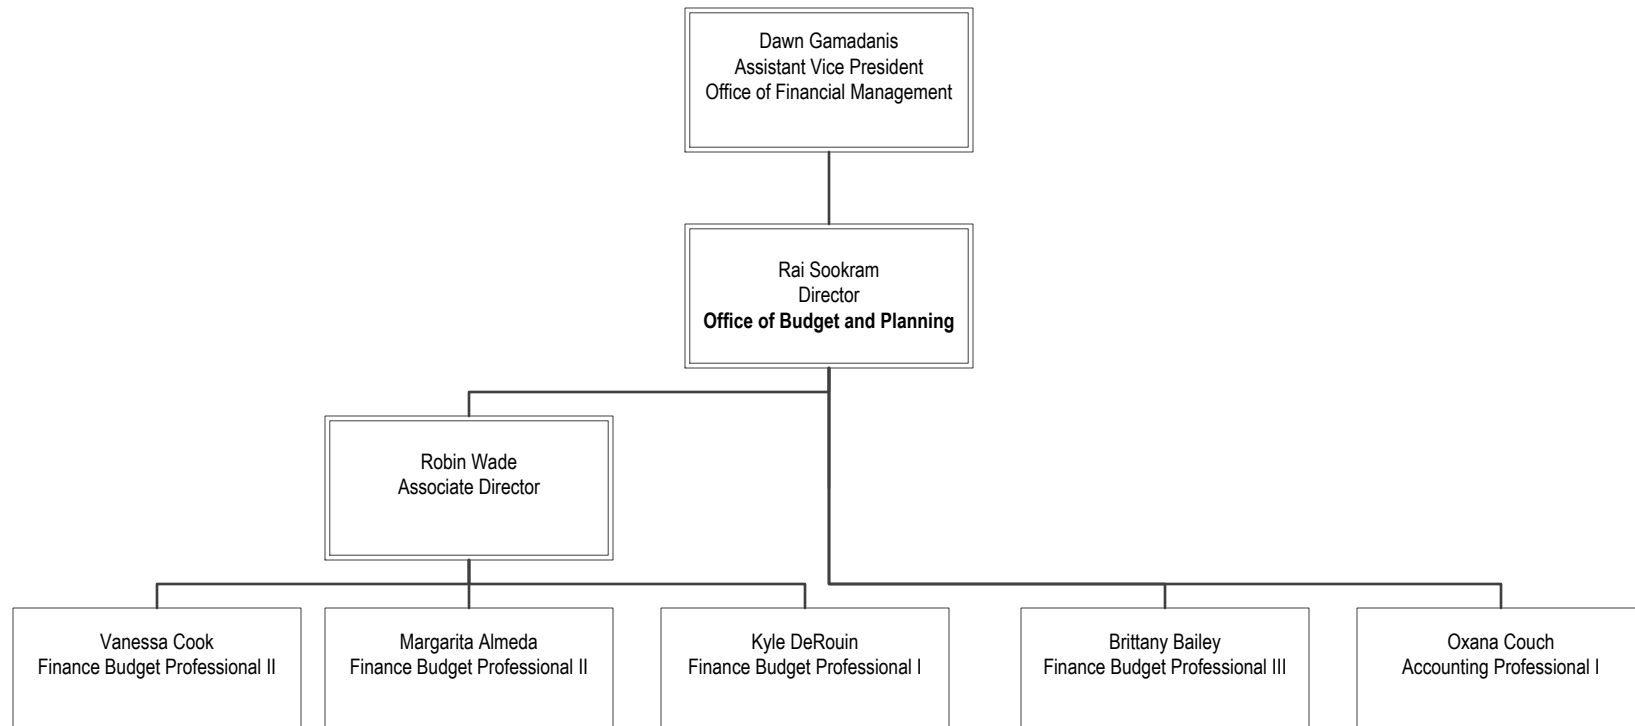 Dawn Gamadanis
Assistant Vice President
Office of Financial Management
Rai Sookram
Director
Office of Budget and Planning
Robin Wade
Associate Director
Vanessa Cook
Finance Budget Professional II
Margarita Almeda
Finance Budget Professional II
Kyle DeRouin
Finance Budget Professional I
Brittany Bailey
Finance Budget Professional III
Oxana Couch
Accounting Professional I